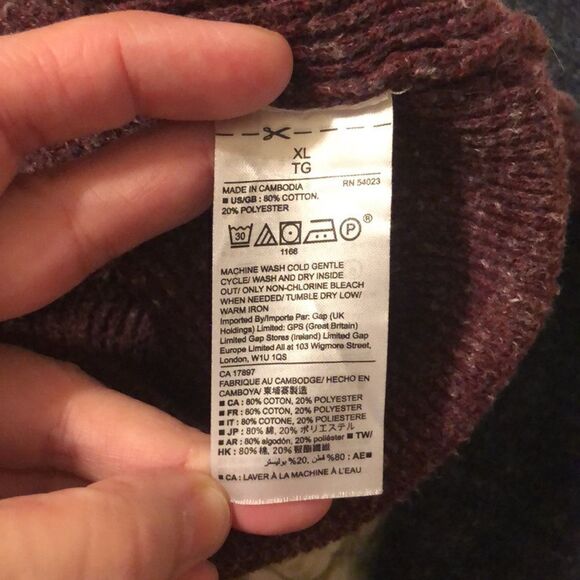 XL
TG
MADE IN CAMBODIA RN 54023
■ US/GB : 80% COTTON.
20% POLYESTER
30 P ®
1166
MACHINE WASH COLD GENTLE
CYCLE/ WASH AND DRY INSIDE
OUT/ ONLY NON-CHLORINE BLEACH
WHEN NEEDED/ TUMBLE DRY LOW/
WARM IRON
Imported By/Importe Par: Gap (UK
Holdings) Limited: GPS (Great Britain)
Limited Gap Stores (Ireland) Limited Gap
Europe Limited All at 103 Wigmore Street,
London, W1U 1QS
CA 17897
FABRIQUE AU CAMBODGE/ HECHO EN
CAMBOYA/ 柬埔寨製造
■ CA : 80% COTON, 20% POLYESTER
■ FR : 80% COTON, 20% POLYESTER
■ IT : 80% COTONE, 20% POLIESTERE
■ JP : 80% 綿, 20% ポリエステル
■ AR : 80% algodón, 20% poliéster ■ TW/
HK : 80% 棉, 20% 聚酯纖維
■ AE : 80% قطن, 20% بوليستر
■ CA : LAVER À LA MACHINE À L'EAU